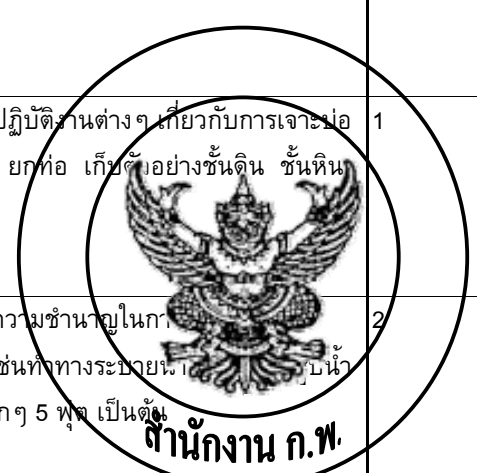 ปฏิบัติงานต่าง ๆ เกี่ยวกับการเจาะบ่อ 1
ยกท่อ เก็บตัวอย่างชั้นดิน ชั้นหิน
ความชำนาญในกา 2
ช่นทำทางระบายน้ำ
กๆ 5 ฟุต เป็นต้น
สำนักงาน ก.พ.